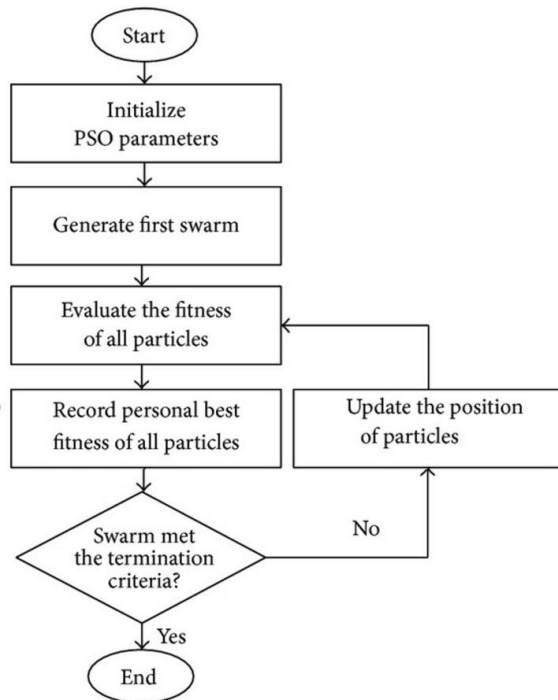 Start
Initialize
PSO parameters
Generate first swarm
Evaluate the fitness
of all particles
Record personal best
fitness of all particles
Update the position
of particles
Swarm met
the termination
criteria?
No
Yes
End